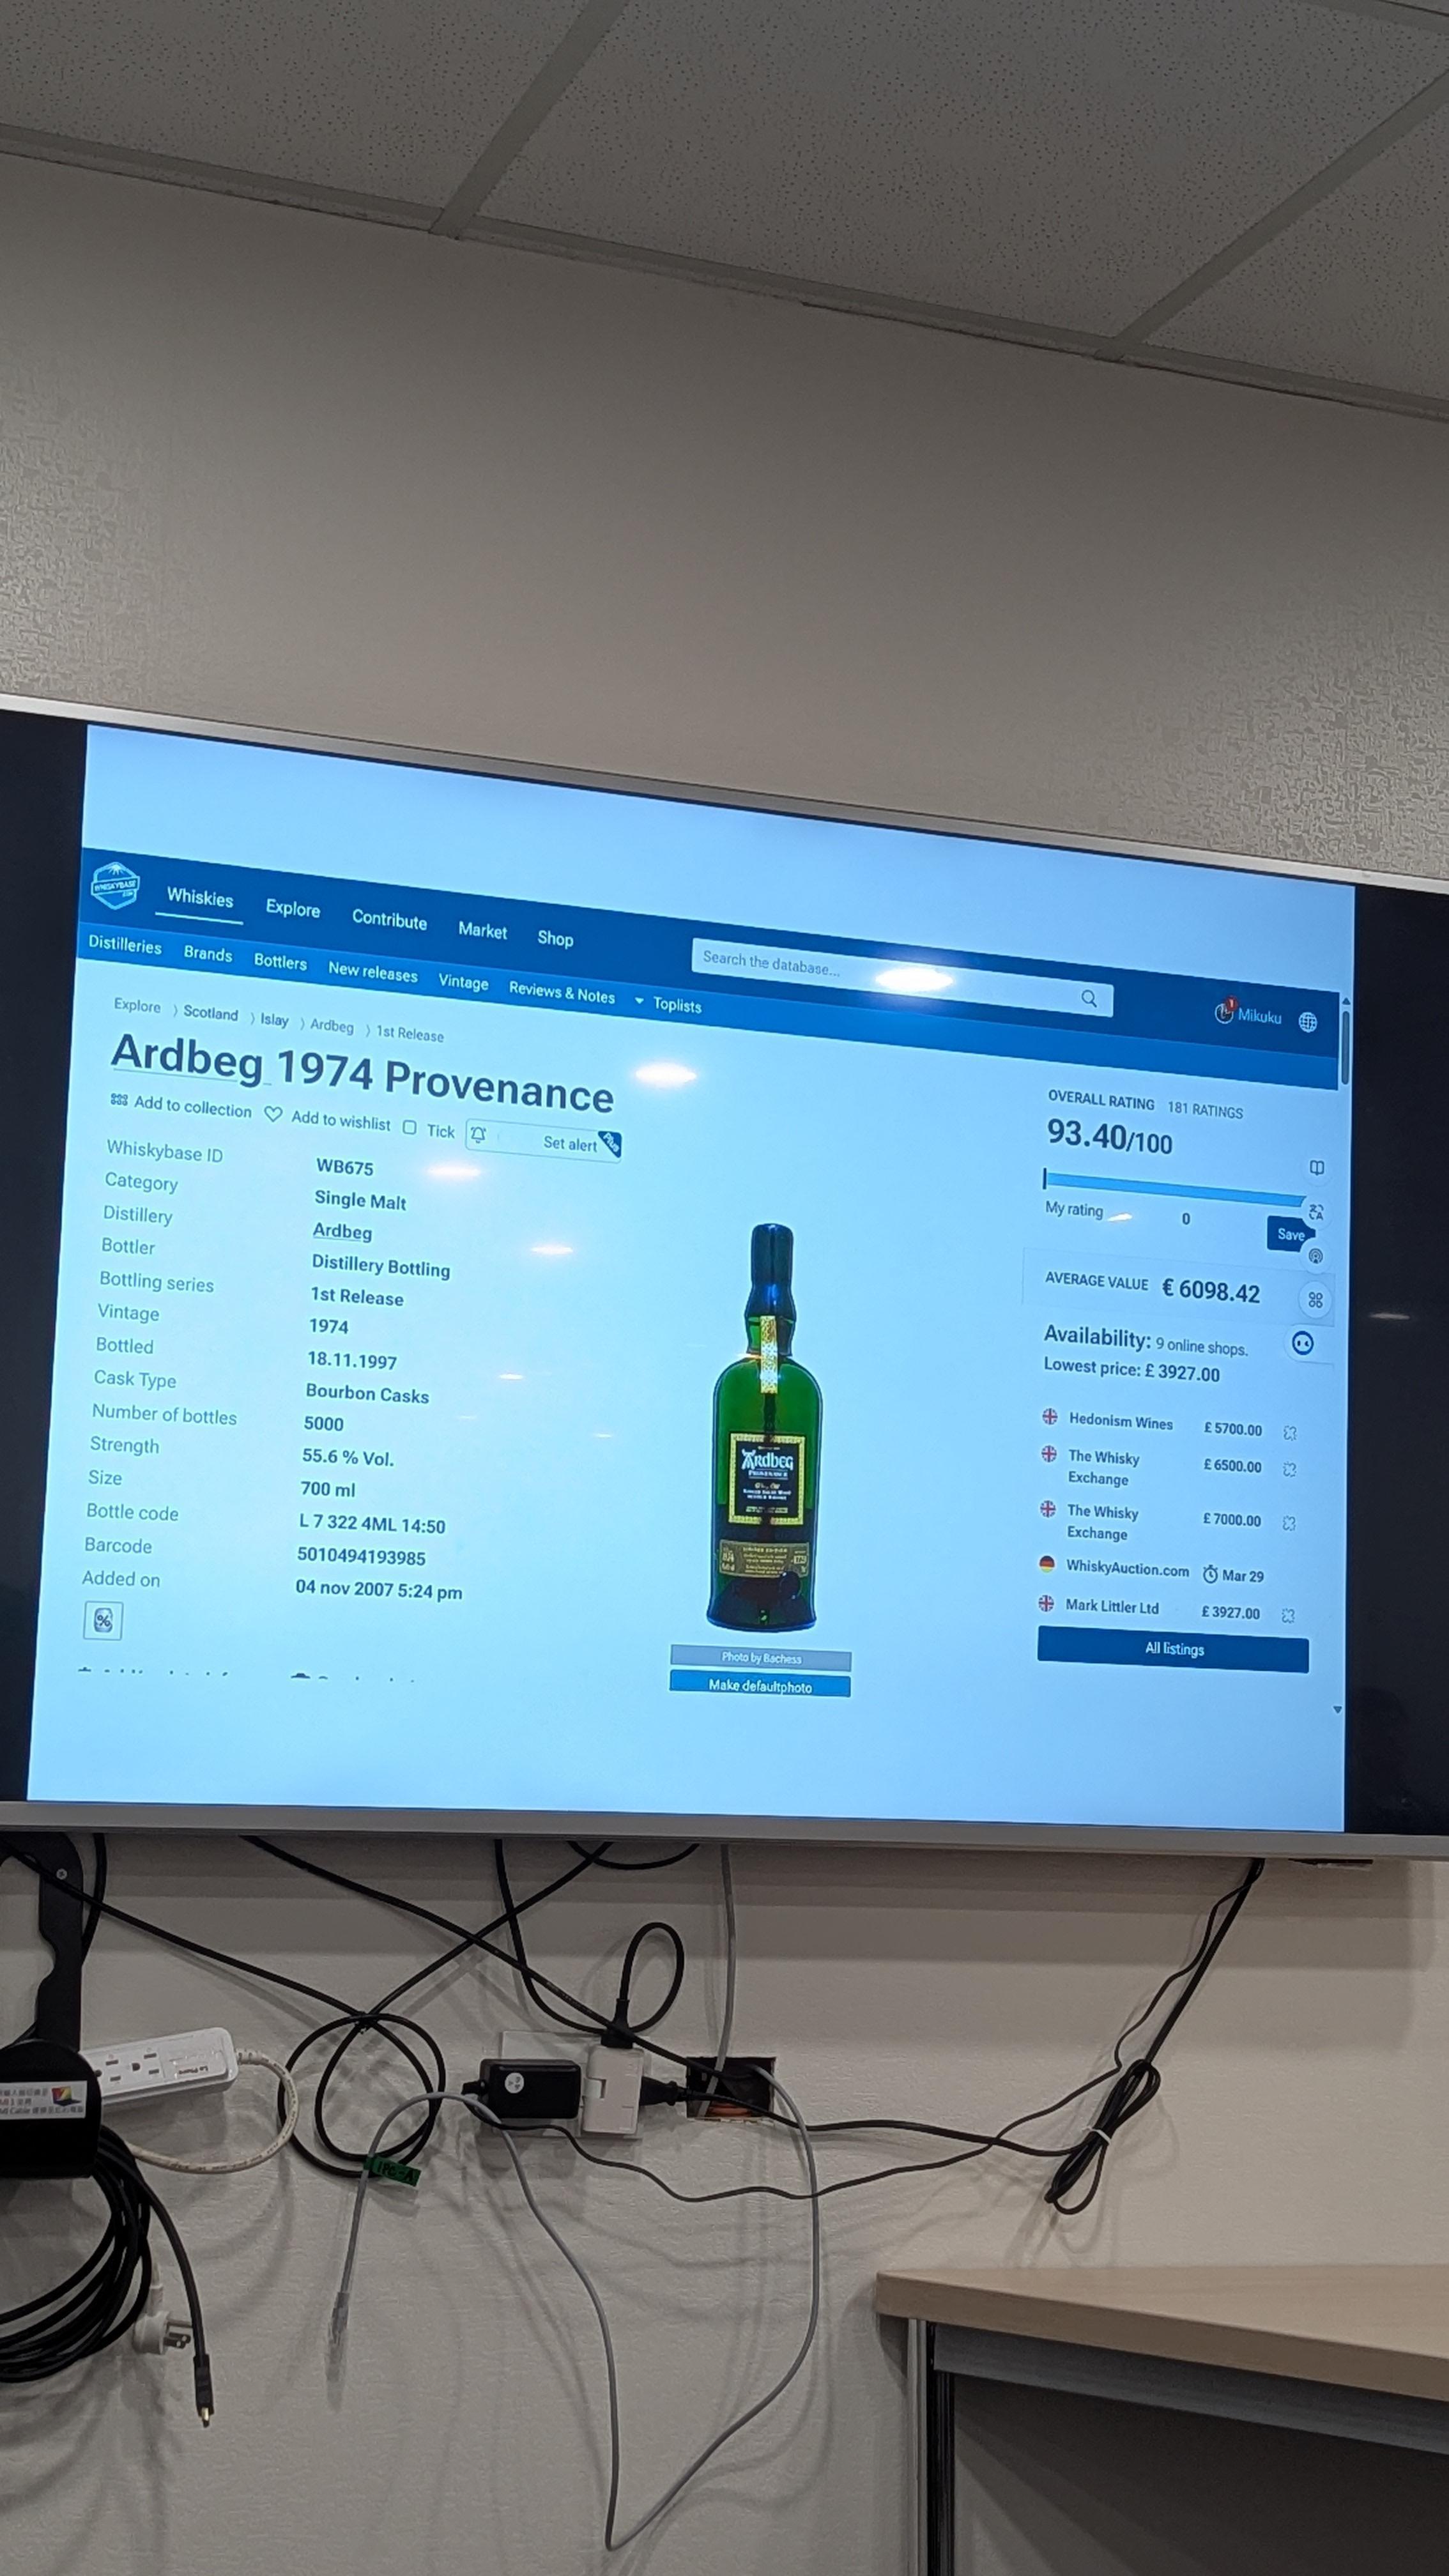 WHISKYBASE
Whiskies Explore Contribute Market Shop
Search the database...
1
Mikuku
Distilleries Brands Bottlers New releases Vintage Reviews & Notes Toplists
Explore 〉 Scotland 〉 Islay 〉 Ardbeg 〉 1st Release
Ardbeg 1974 Provenance
Add to collection Add to wishlist Tick Set alert Plus
Whiskybase ID WB675
Category Single Malt
Distillery Ardbeg
Bottler Distillery Bottling
Bottling series 1st Release
Vintage 1974
Bottled 18.11.1997
Cask Type Bourbon Casks
Number of bottles 5000
Strength 55.6 % Vol.
Size 700 ml
Bottle code L 7 322 4ML 14:50
Barcode 5010494193985
Added on 04 nov 2007 5:24 pm
ARDBEG
PROVENANCE
Photo by Bachess
Make defaultphoto
OVERALL RATING 181 RATINGS
93.40/100
My rating 0
Save
AVERAGE VALUE € 6098.42
Availability: 9 online shops.
Lowest price: £ 3927.00
Hedonism Wines £ 5700.00
The Whisky Exchange £ 6500.00
The Whisky Exchange £ 7000.00
WhiskyAuction.com Mar 29
Mark Littler Ltd £ 3927.00
All listings